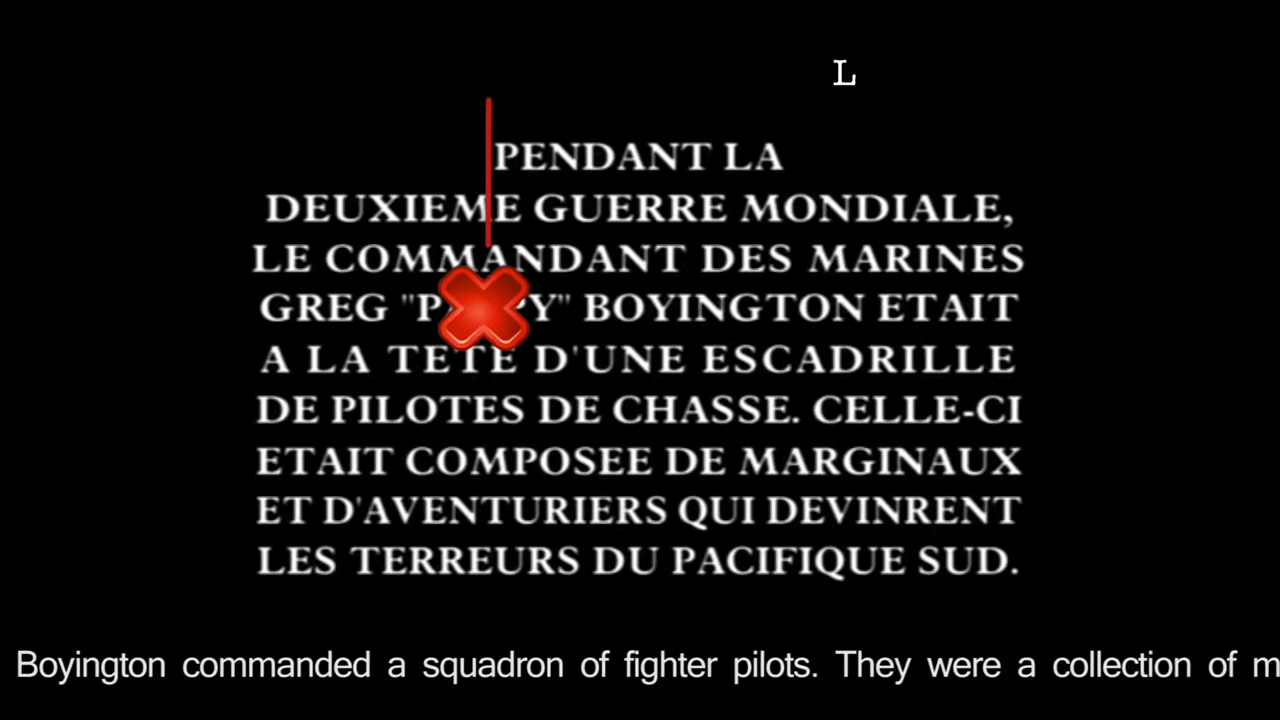 L
PENDANT LA
DEUXIEME GUERRE MONDIALE,
LE COMMANDANT DES MARINES
GREG BOYINGTON ETAIT
A LA TETE D'UNE ESCADRILLE
DE PILOTES DE CHASSE. CELLE-CI
ETAIT COMPOSEE DE MARGINAUX
ET D'AVENTURIERS QUI DEVINRENT
LES TERREURS DU PACIFIQUE SUD.
Boyington commanded a squadron of fighter pilots. They were a collection of m